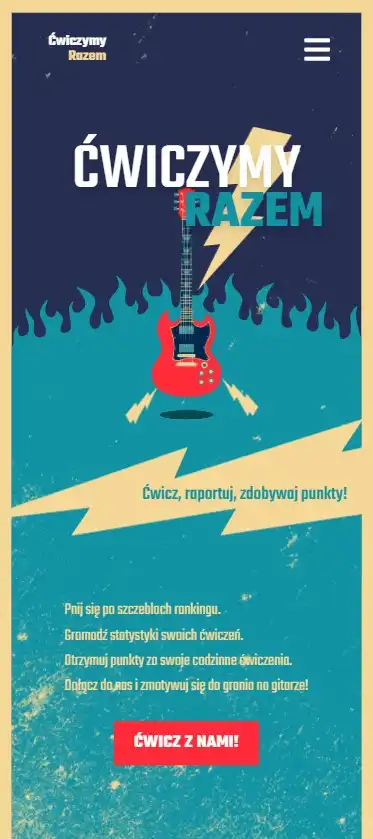 Ćwiczymy
Razem
ĆWICZYMY
RAZEM
Ćwicz, raportuj, zdobywaj punkty!
Pnij się po szczeblach rankingu.
Gromadź statystyki swoich ćwiczeń.
Otrzymuj punkty za swoje codzinne ćwiczenia.
Dołącz do nas i zmotywuj się do grania na gitarze!
ĆWICZ Z NAMI!